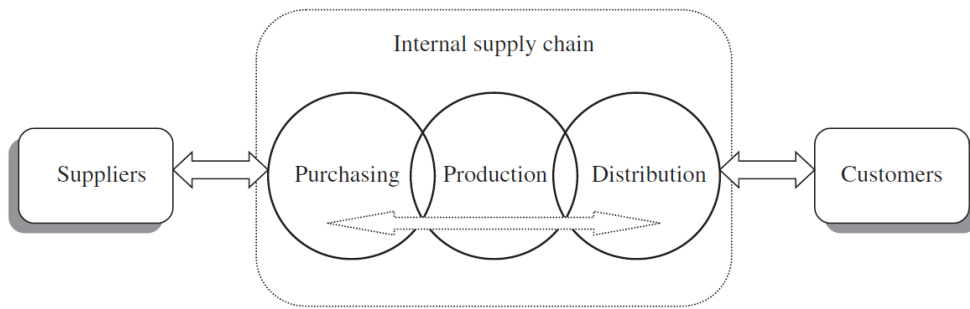 Internal supply chain
Suppliers
Purchasing
Production
Distribution
Customers